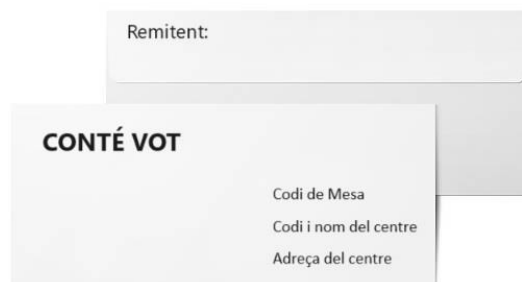 Remitent:
CONTÉ VOT
Codi de Mesa
Codi i nom del centre
Adreça del centre